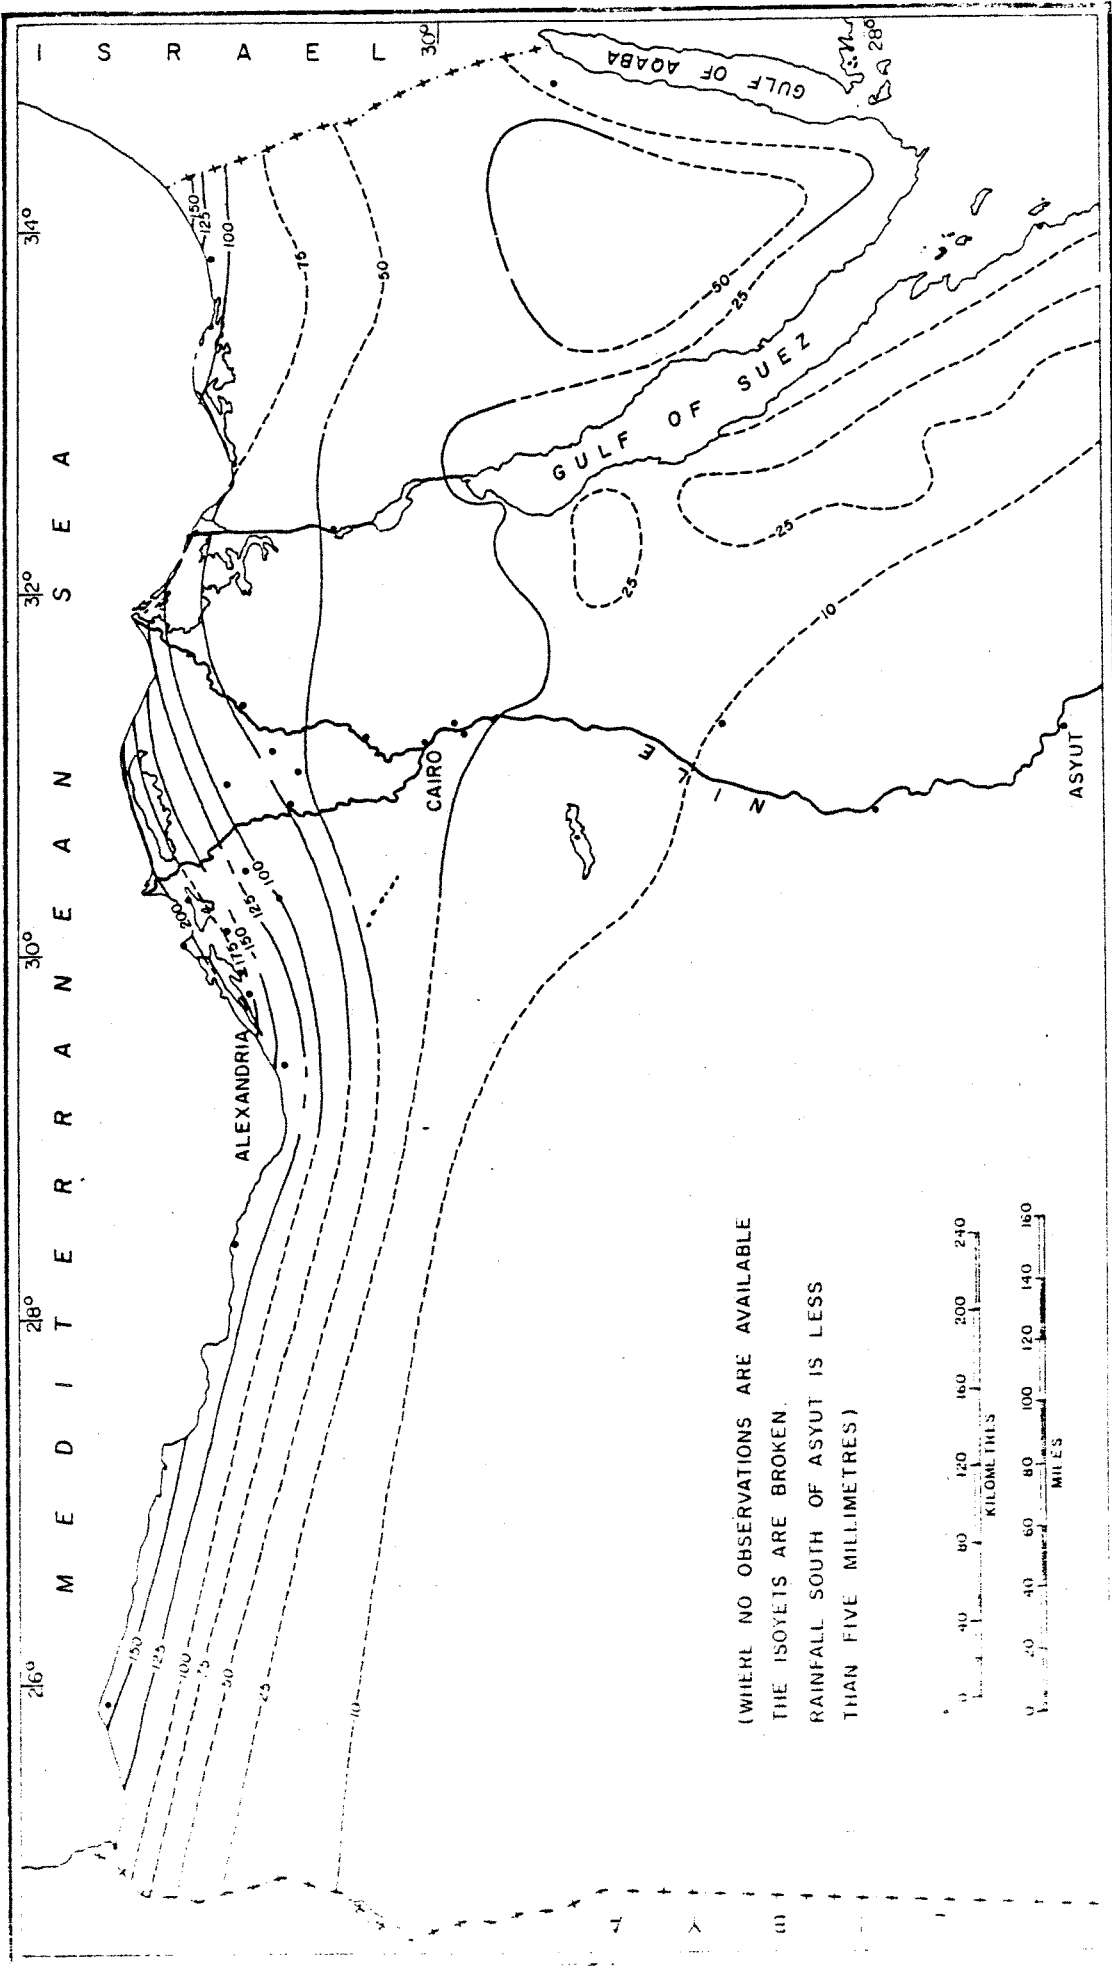 MEDITERRANEAN SEA
ISRAEL
26°
28°
30°
32°
34°
30°
28°
GULF OF AQABA
GULF OF SUEZ
ALEXANDRIA
CAIRO
NILE
ASYUT
150
125
100
75
50
25
10
200
175
150
125
100
150
125
100
75
50
50
25
25
25
10
(WHERE NO OBSERVATIONS ARE AVAILABLE
THE ISOYETS ARE BROKEN.
RAINFALL SOUTH OF ASYUT IS LESS
THAN FIVE MILLIMETRES)
0 40 80 120 160 200 240
KILOMETRES
0 20 40 60 80 100 120 140 160
MILES